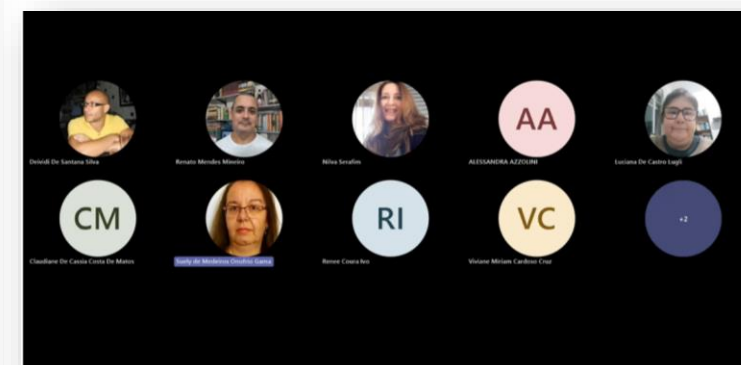 AA
Deividi De Santana Silva
Renato Mendes Mineiro
Nilva Serafim
ALESSANDRA AZZOLINI
Luciana De Castro Lugli
CM
RI
VC
+2
Claudiane De Cassia Costa De Matos
Suely de Medeiros Onofrio Gama
Renee Coura Ivo
Viviane Miriam Cardoso Cruz